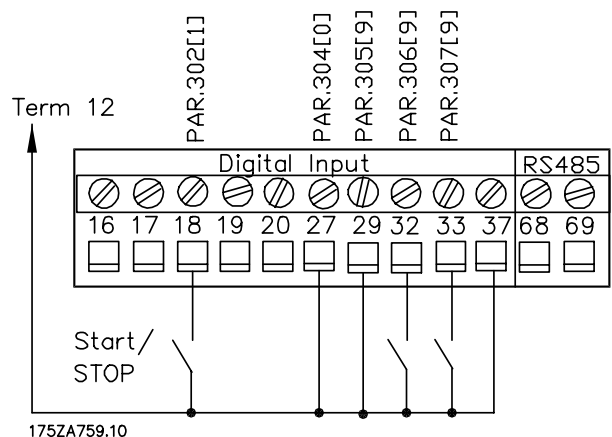 PAR.302[1] PAR.304[0] PAR.305[9] PAR.306[9] PAR.307[9]
Term 12
Digital Input RS485
16 17 18 19 20 27 29 32 33 37 68 69
Start/
STOP
175ZA759.10